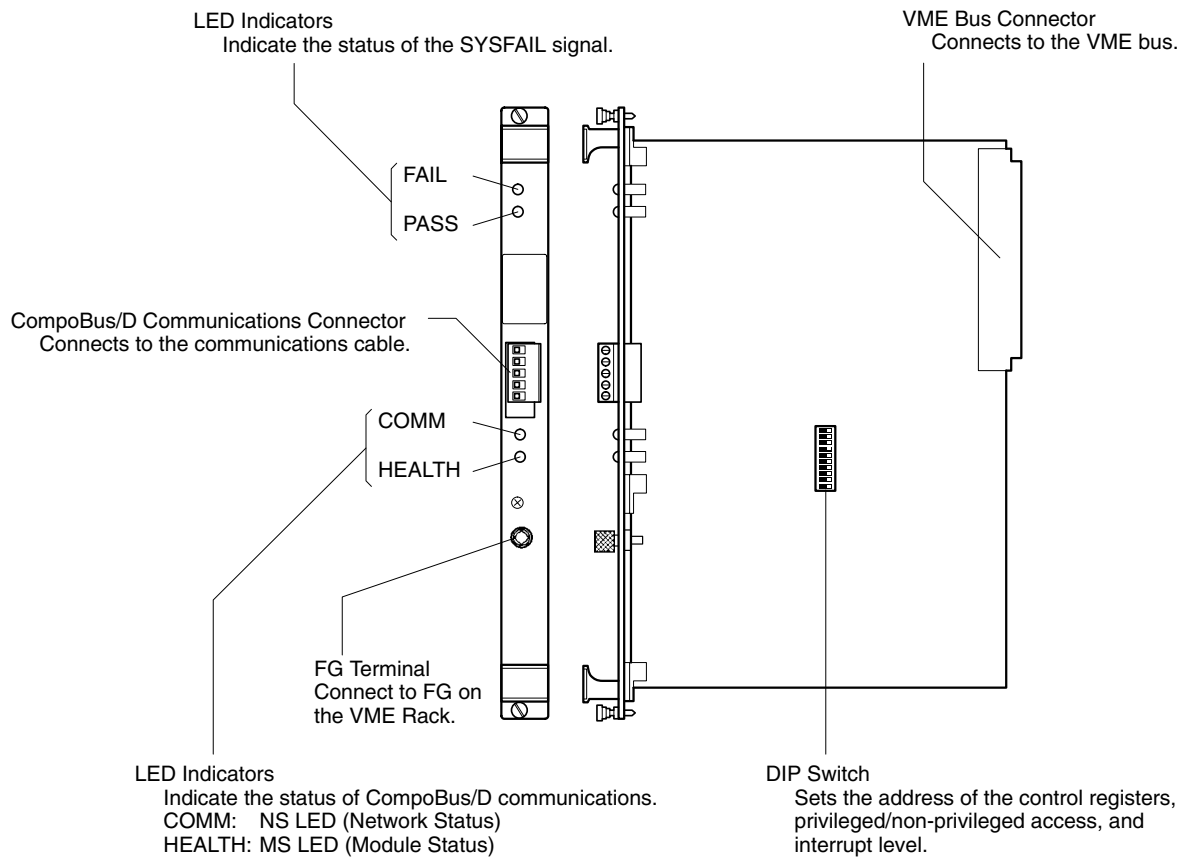 LED Indicators
Indicate the status of the SYSFAIL signal.
VME Bus Connector
Connects to the VME bus.
FAIL
PASS
CompoBus/D Communications Connector
Connects to the communications cable.
COMM
HEALTH
FG Terminal
Connect to FG on
the VME Rack.
LED Indicators
Indicate the status of CompoBus/D communications.
COMM: NS LED (Network Status)
HEALTH: MS LED (Module Status)
DIP Switch
Sets the address of the control registers,
privileged/non-privileged access, and
interrupt level.